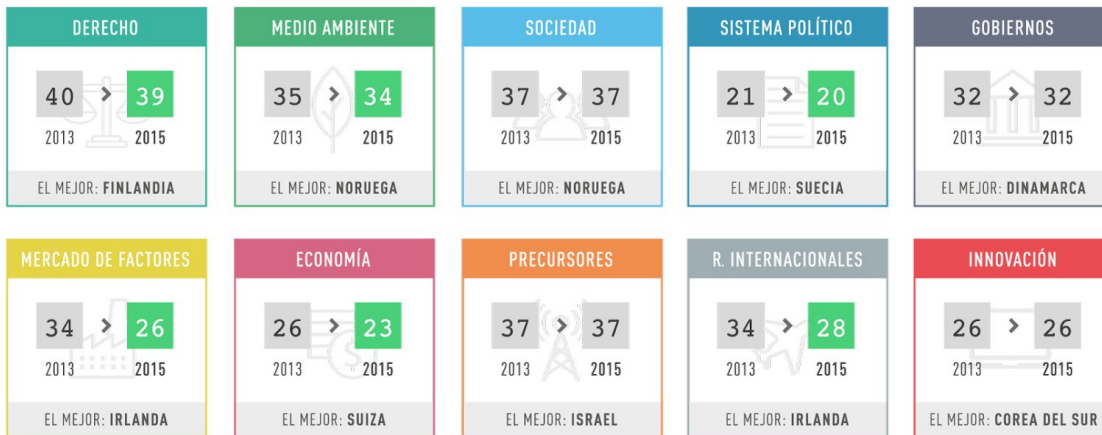 DERECHO
40 > 39
2013 2015
EL MEJOR: FINLANDIA
MEDIO AMBIENTE
35 > 34
2013 2015
EL MEJOR: NORUEGA
SOCIEDAD
37 > 37
2013 2015
EL MEJOR: NORUEGA
SISTEMA POLÍTICO
21 > 20
2013 2015
EL MEJOR: SUECIA
GOBIERNOS
32 > 32
2013 2015
EL MEJOR: DINAMARCA
MERCADO DE FACTORES
34 > 26
2013 2015
EL MEJOR: IRLANDA
ECONOMÍA
26 > 23
2013 2015
EL MEJOR: SUIZA
PRECURSORES
37 > 37
2013 2015
EL MEJOR: ISRAEL
R. INTERNACIONALES
34 > 28
2013 2015
EL MEJOR: IRLANDA
INNOVACIÓN
26 > 26
2013 2015
EL MEJOR: COREA DEL SUR